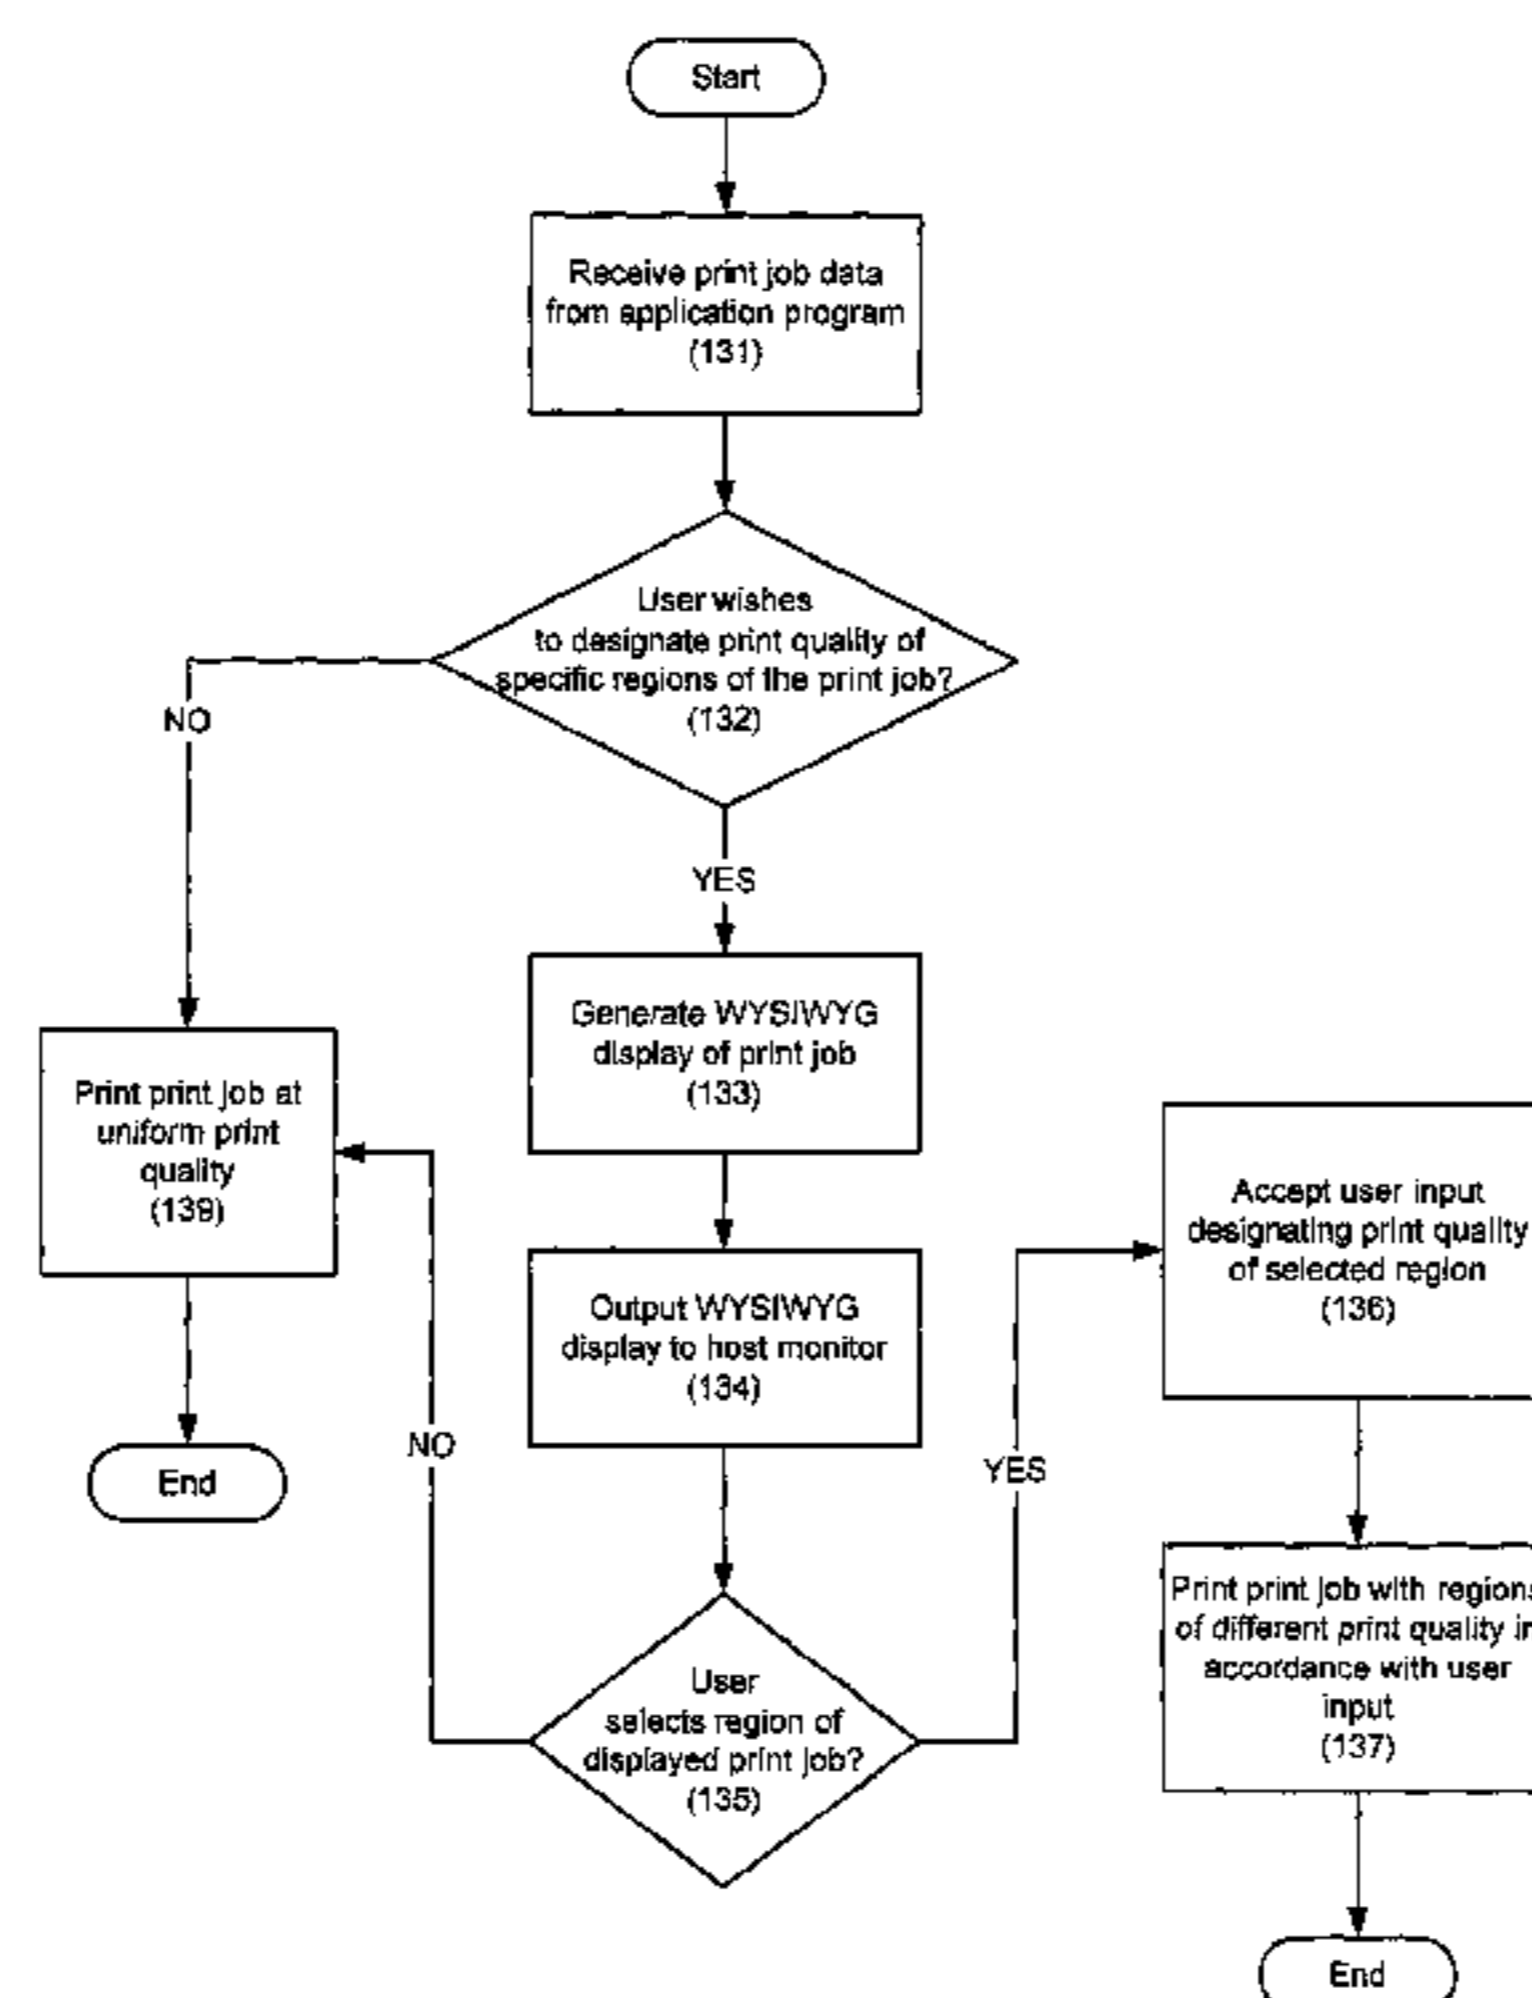 Start
Receive print job data
from application program
(131)
User wishes
to designate print quality of
specific regions of the print job?
(132)
NO
YES
Generate WYSIWYG
display of print job
(133)
Print print job at
uniform print
quality
(139)
Accept user input
designating print quality
of selected region
(136)
Output WYSIWYG
display to host monitor
(134)
NO
YES
End
Print print job with regions
of different print quality in
accordance with user
input
(137)
User
selects region of
displayed print job?
(135)
End